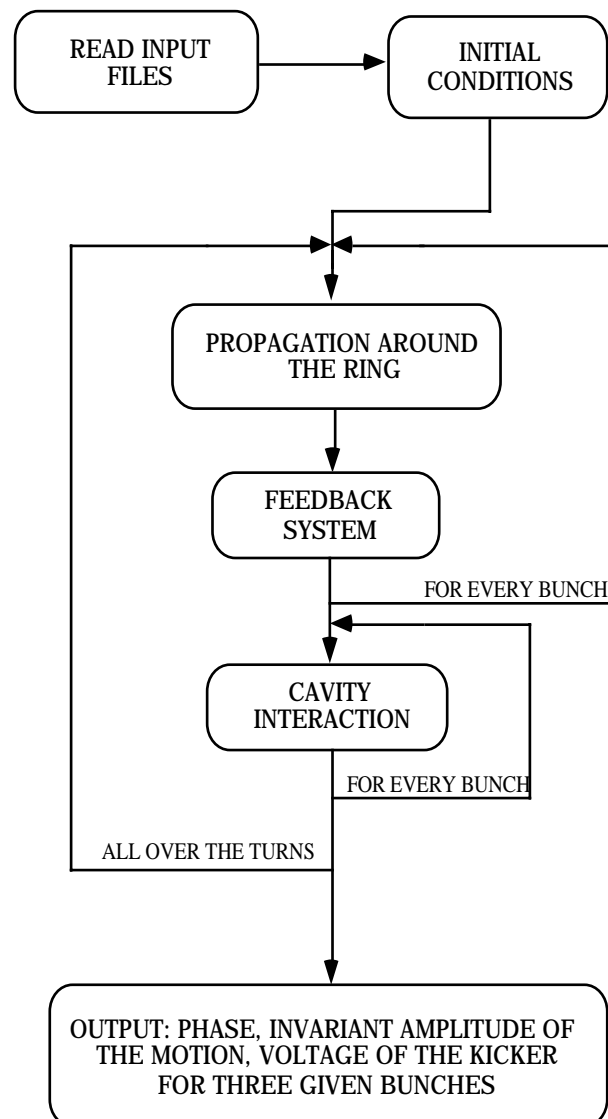 READ INPUT
FILES
INITIAL
CONDITIONS
PROPAGATION AROUND
THE RING
FEEDBACK
SYSTEM
FOR EVERY BUNCH
CAVITY
INTERACTION
FOR EVERY BUNCH
ALL OVER THE TURNS
OUTPUT: PHASE, INVARIANT AMPLITUDE OF
THE MOTION, VOLTAGE OF THE KICKER
FOR THREE GIVEN BUNCHES